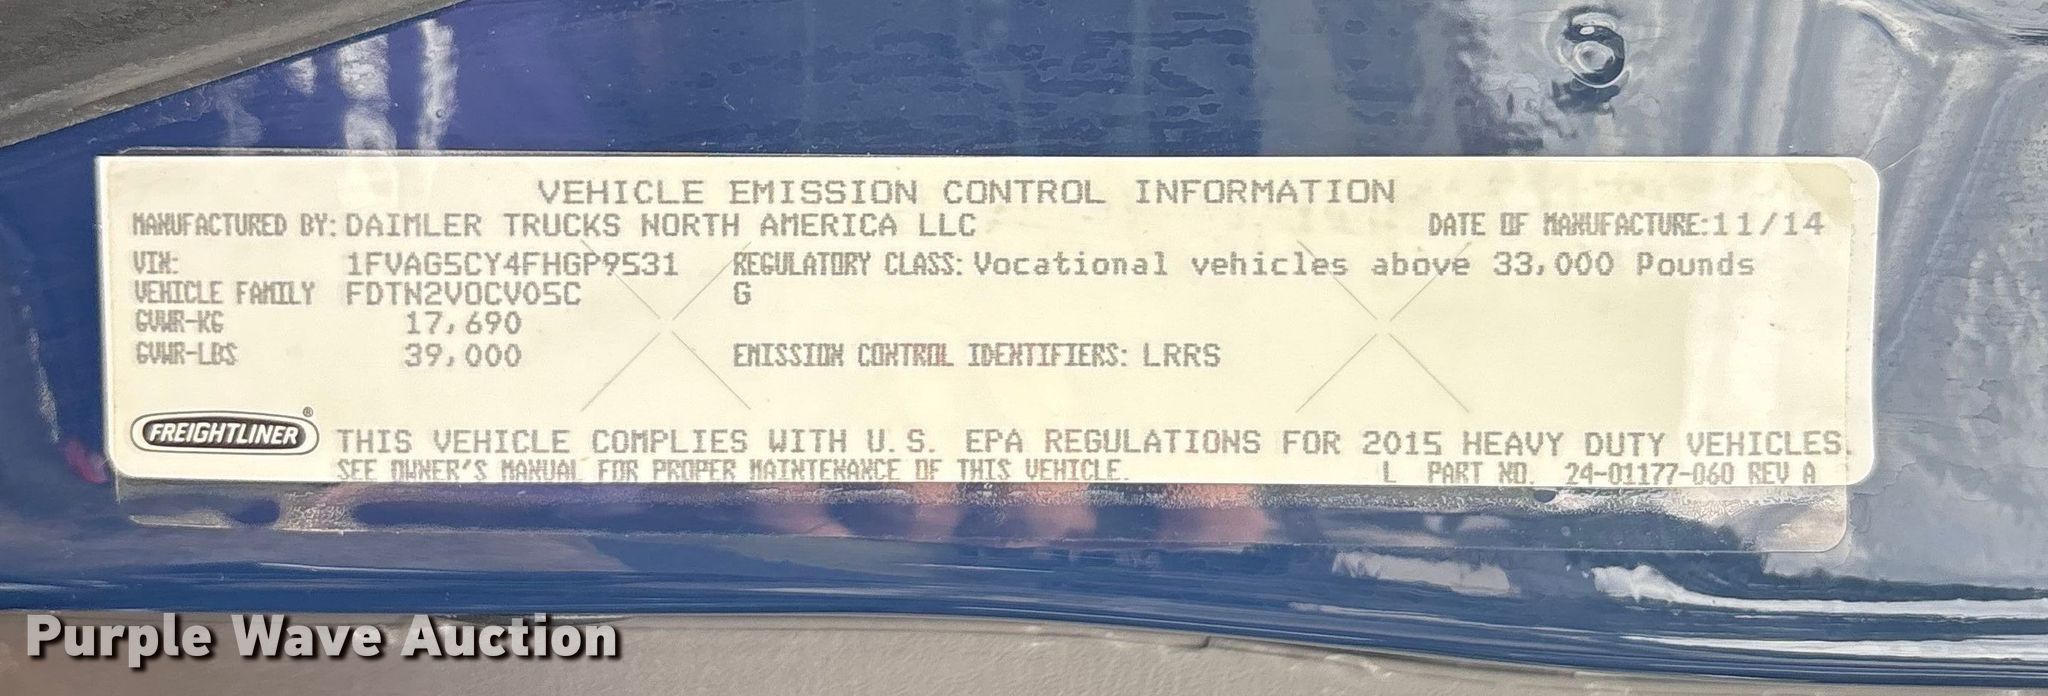 VEHICLE EMISSION CONTROL INFORMATION
MANUFACTURED BY: DAIMLER TRUCKS NORTH AMERICA LLC DATE OF MANUFACTURE: 11/14
VIN: 1FVAG5CY4FHGP9531 REGULATORY CLASS: Vocational vehicles above 33,000 Pounds
VEHICLE FAMILY FDTN2VOCV05C G
GVWR-KG 17,690
GVWR-LBS 39,000 EMISSION CONTROL IDENTIFIERS: LRRS
FREIGHTLINER® THIS VEHICLE COMPLIES WITH U.S. EPA REGULATIONS FOR 2015 HEAVY DUTY VEHICLES.
SEE OWNER'S MANUAL FOR PROPER MAINTENANCE OF THIS VEHICLE. L PART NO. 24-01177-060 REV A
Purple Wave Auction